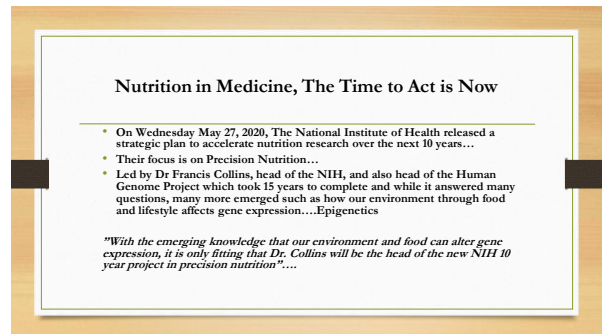 Nutrition in Medicine, The Time to Act is Now
• On Wednesday May 27, 2020, The National Institute of Health released a
strategic plan to accelerate nutrition research over the next 10 years…
• Their focus is on Precision Nutrition…
• Led by Dr Francis Collins, head of the NIH, and also head of the Human
Genome Project which took 15 years to complete and while it answered many
questions, many more emerged such as how our environment through food
and lifestyle affects gene expression….Epigenetics
”With the emerging knowledge that our environment and food can alter gene
expression, it is only fitting that Dr. Collins will be the head of the new NIH 10
year project in precision nutrition”….